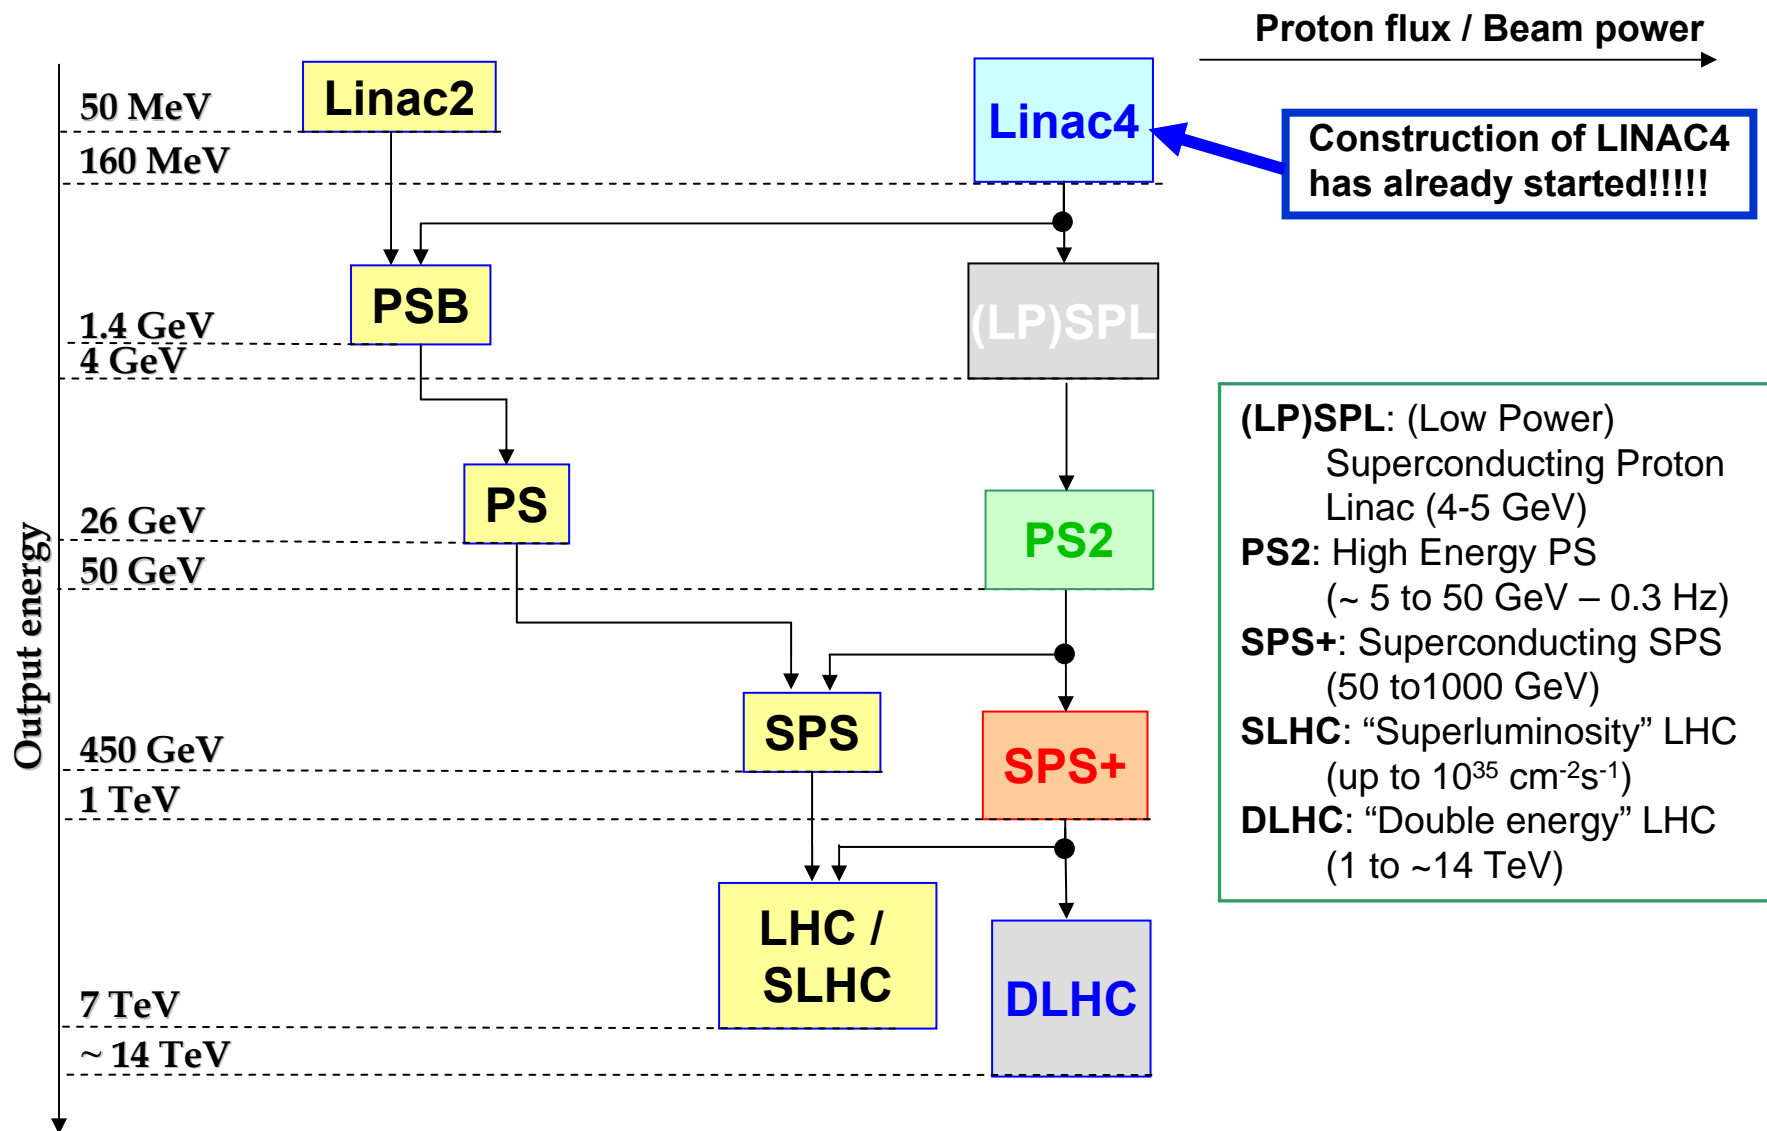 Proton flux / Beam power
Linac2
Linac4
50 MeV
160 MeV
Construction of LINAC4
has already started!!!!!
PSB
(LP)SPL
1.4 GeV
4 GeV
PS
PS2
26 GeV
50 GeV
Output energy
SPS
SPS+
450 GeV
1 TeV
LHC /
SLHC
DLHC
7 TeV
~ 14 TeV
(LP)SPL: (Low Power)
Superconducting Proton
Linac (4-5 GeV)
PS2: High Energy PS
(~ 5 to 50 GeV – 0.3 Hz)
SPS+: Superconducting SPS
(50 to1000 GeV)
SLHC: “Superluminosity” LHC
(up to 10³⁵ cm⁻²s⁻¹)
DLHC: “Double energy” LHC
(1 to ~14 TeV)